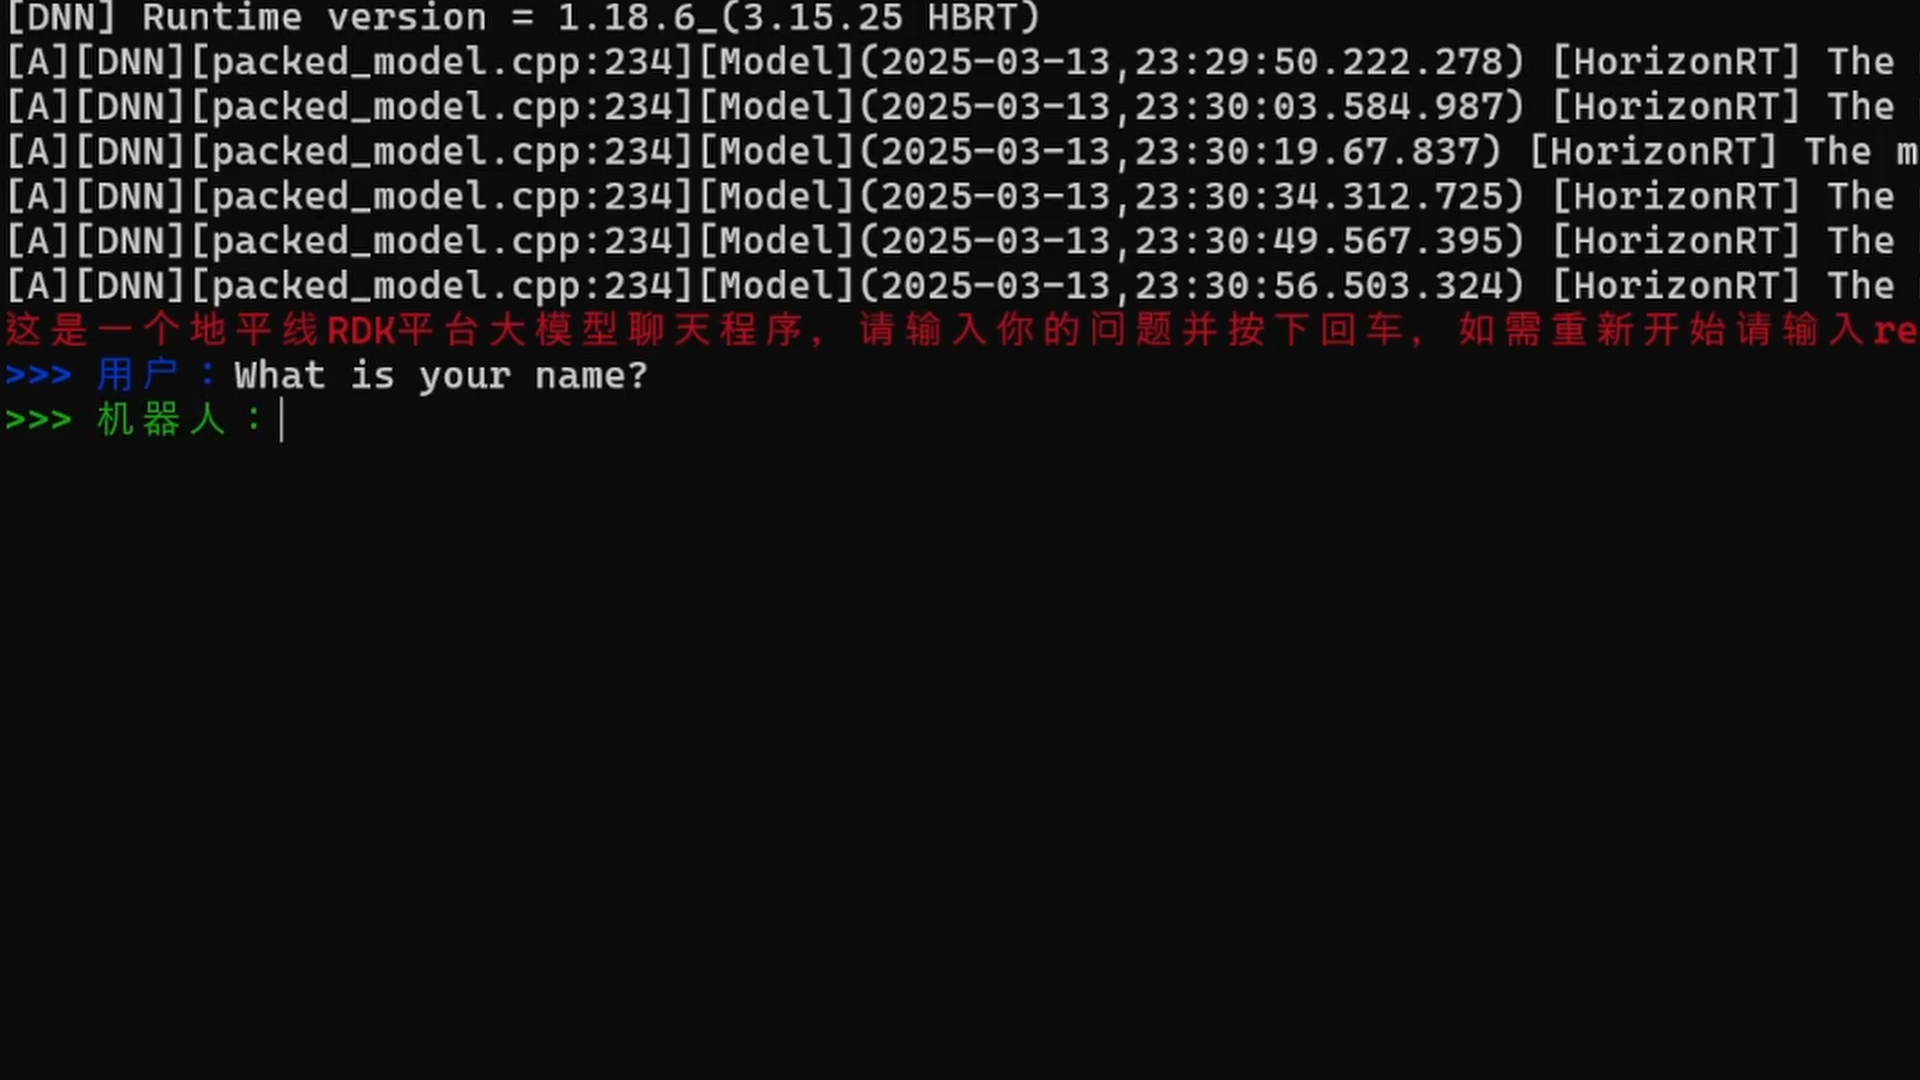 [DNN] Runtime version = 1.18.6_(3.15.25 HBRT)
[A][DNN][packed_model.cpp:234][Model](2025-03-13,23:29:50.222.278) [HorizonRT] The
[A][DNN][packed_model.cpp:234][Model](2025-03-13,23:30:03.584.987) [HorizonRT] The
[A][DNN][packed_model.cpp:234][Model](2025-03-13,23:30:19.67.837) [HorizonRT] The m
[A][DNN][packed_model.cpp:234][Model](2025-03-13,23:30:34.312.725) [HorizonRT] The
[A][DNN][packed_model.cpp:234][Model](2025-03-13,23:30:49.567.395) [HorizonRT] The
[A][DNN][packed_model.cpp:234][Model](2025-03-13,23:30:56.503.324) [HorizonRT] The
这是一个地平线RDK平台大模型聊天程序，请输入你的问题并按下回车，如需重新开始请输入re
>>> 用户：What is your name?
>>> 机器人：